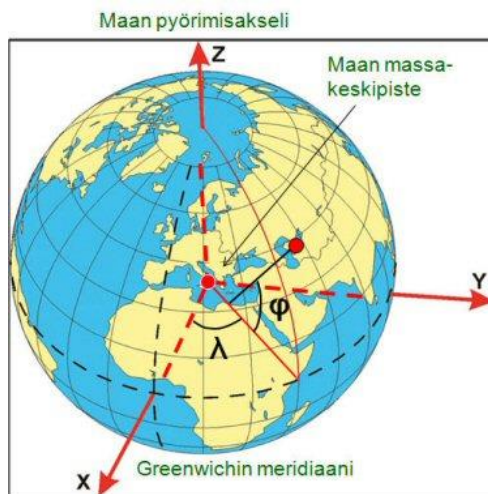 Maan pyörimisakseli
Z
Maan massa-
keskipiste
Y
φ
λ
X
Greenwichin meridiaani